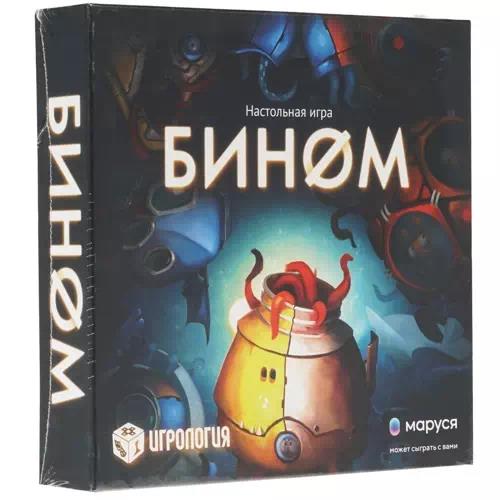 БИНØМ
Настольная игра
БИНØМ
ИГРОЛОГИЯ
маруся
может сыграть с вами